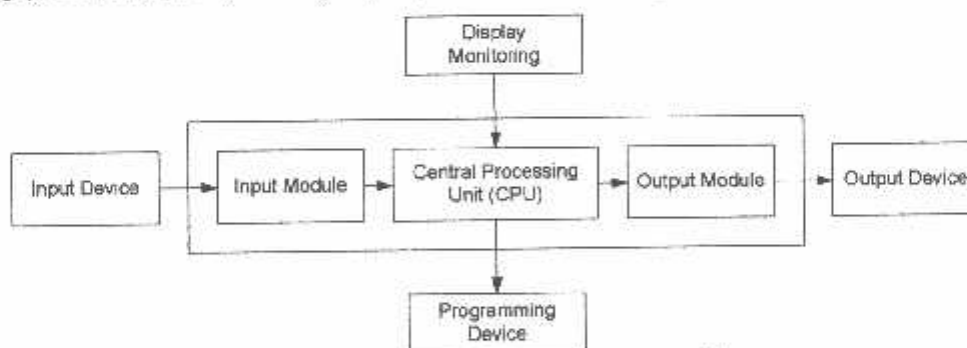 Display
Monitoring
Input Device
Input Module
Central Processing
Unit (CPU)
Output Module
Output Device
Programming
Device